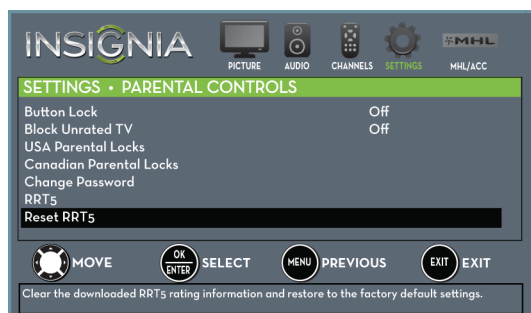 INSIGNIA
PICTURE AUDIO CHANNELS SETTINGS MHL MHL/ACC
SETTINGS • PARENTAL CONTROLS
Button Lock Off
Block Unrated TV Off
USA Parental Locks
Canadian Parental Locks
Change Password
RRT5
Reset RRT5
MOVE OK ENTER SELECT MENU PREVIOUS EXIT EXIT
Clear the downloaded RRT5 rating information and restore to the factory default settings.